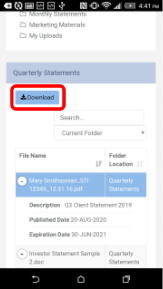 4:41 PM
Monthly Statements
Marketing Materials
My Uploads
Quarterly Statements
Download
Search...
Current Folder
File Name
Folder Location
Mary Smithserson_STI
12345_12.31.16.pdf
Quarterly Statements
Description Q3 Client Statement 2019
Published Date 20-AUG-2020
Expiration Date 30-JUN-2021
Investor Statement Sample
2.doc
Quarterly Statements